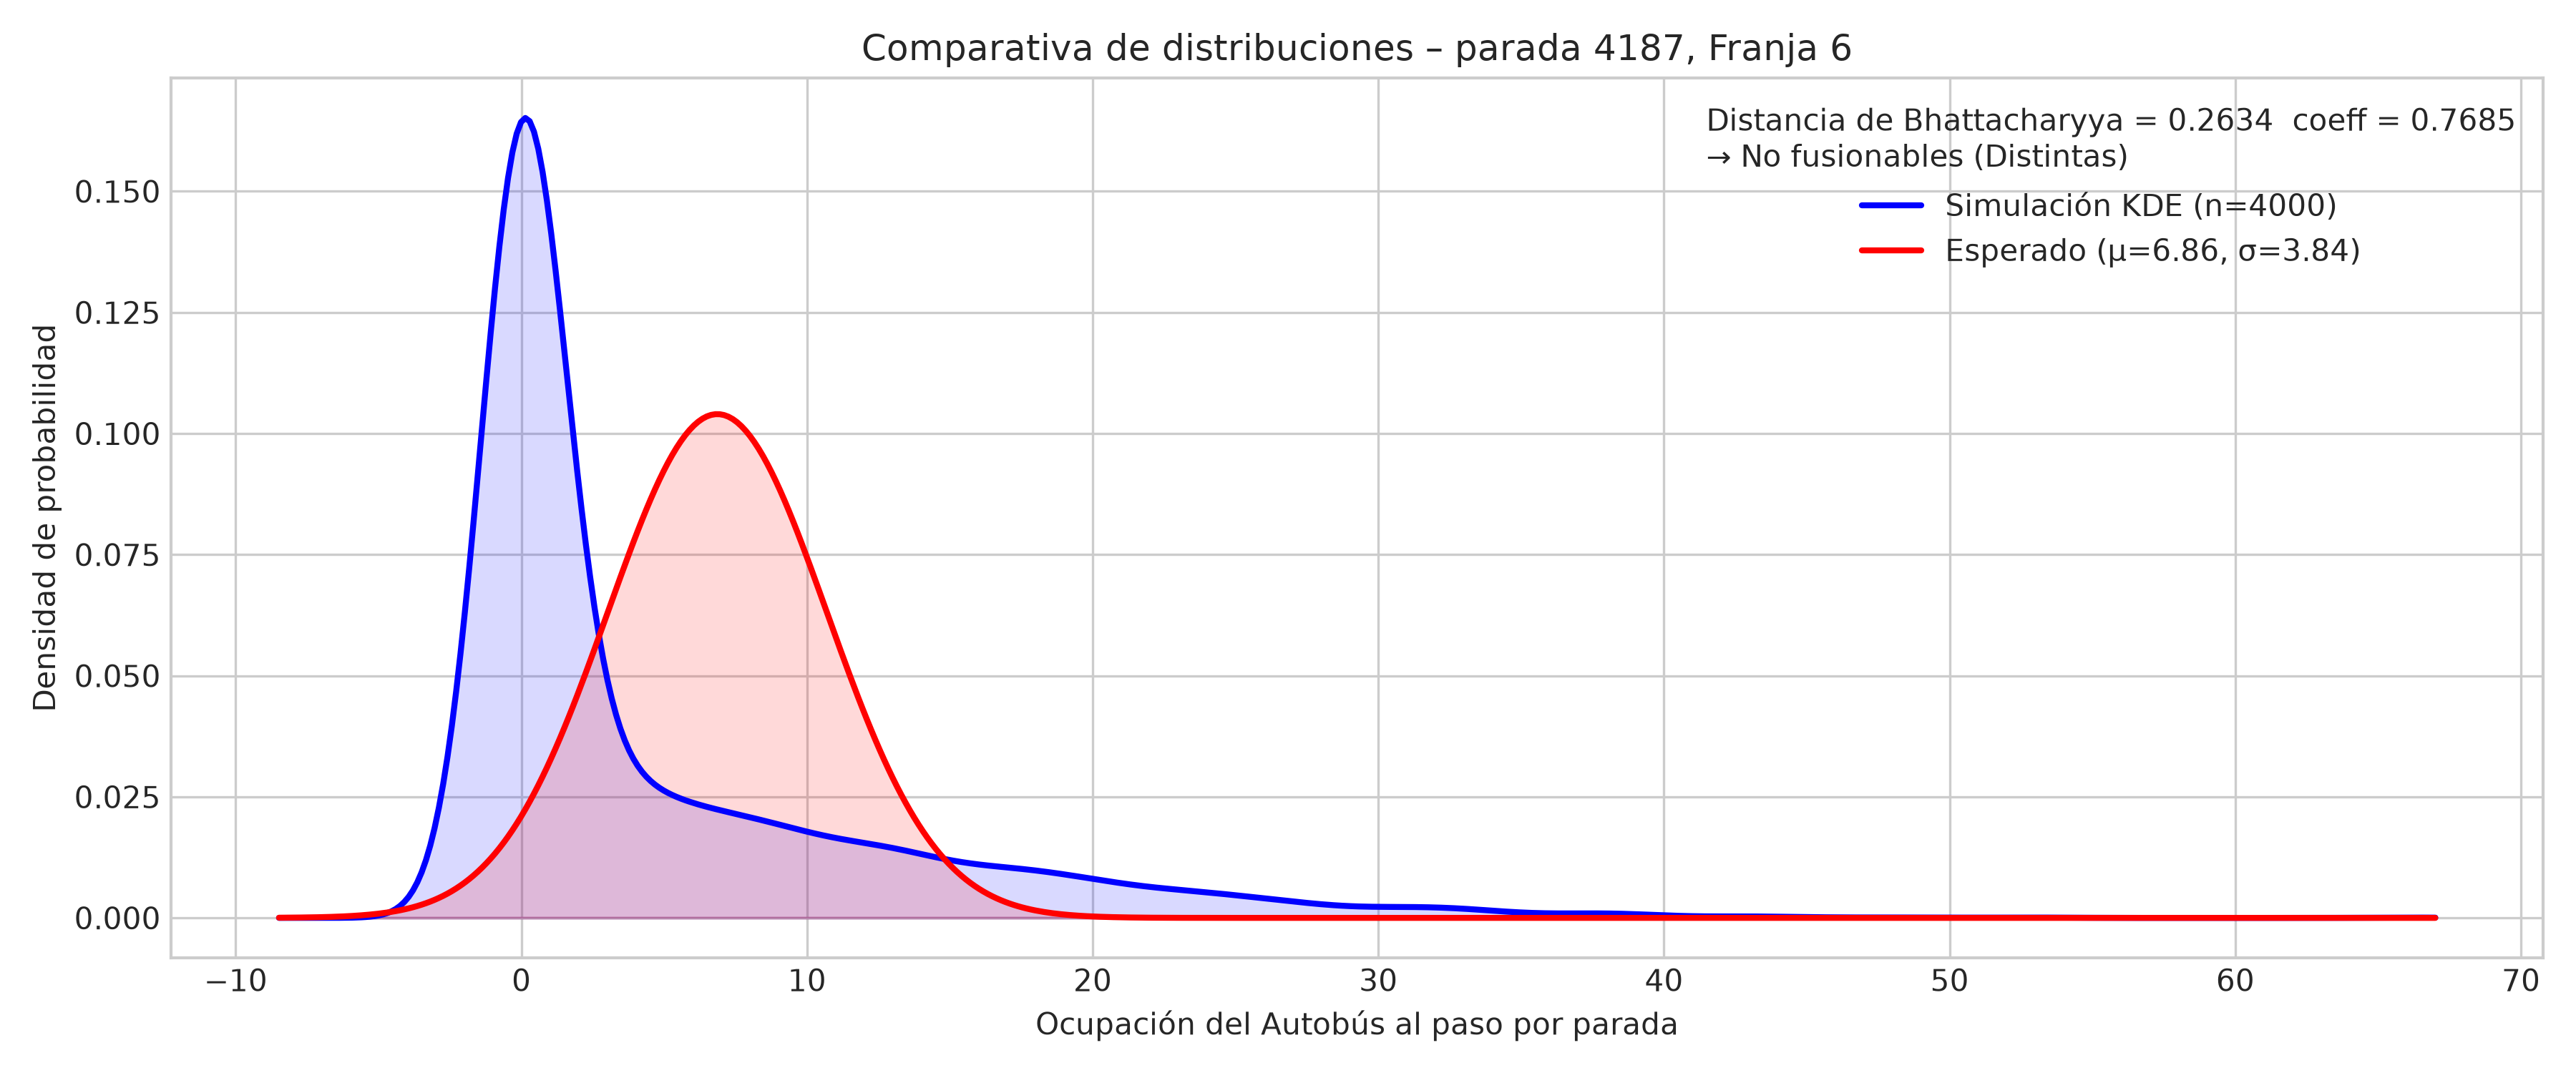 Comparativa de distribuciones – parada 4187, Franja 6
Distancia de Bhattacharyya = 0.2634  coeff = 0.7685
→ No fusionables (Distintas)
Simulación KDE (n=4000)
Esperado (μ=6.86, σ=3.84)
Densidad de probabilidad
0.150
0.125
0.100
0.075
0.050
0.025
0.000
−10 0 10 20 30 40 50 60 70
Ocupación del Autobús al paso por parada